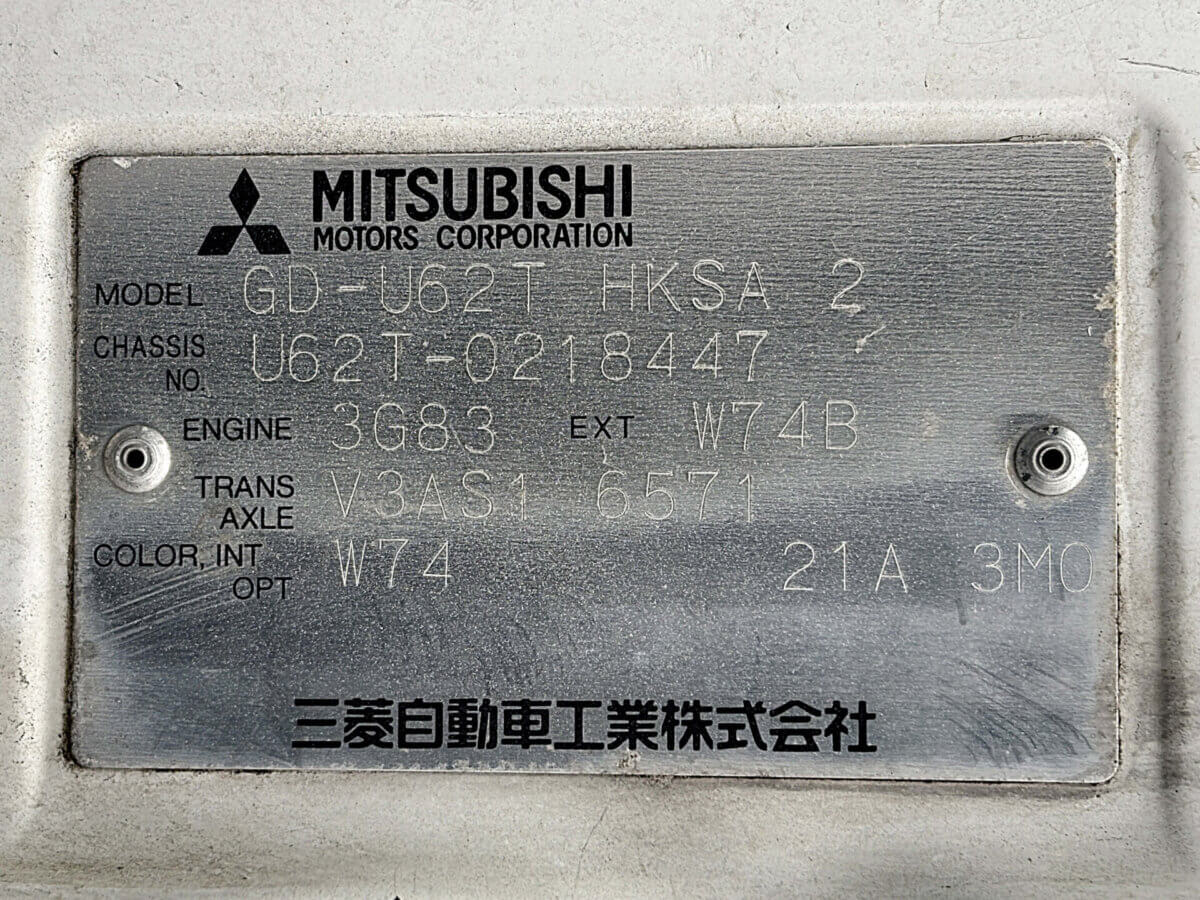 MITSUBISHI
MOTORS CORPORATION
MODEL GD-U62T HKSA 2
CHASSIS NO. U62T-0218447
ENGINE 3G83 EXT W74B
TRANS AXLE V3AS1 6571
COLOR, INT OPT W74 21A 3M0
三菱自動車工業株式会社